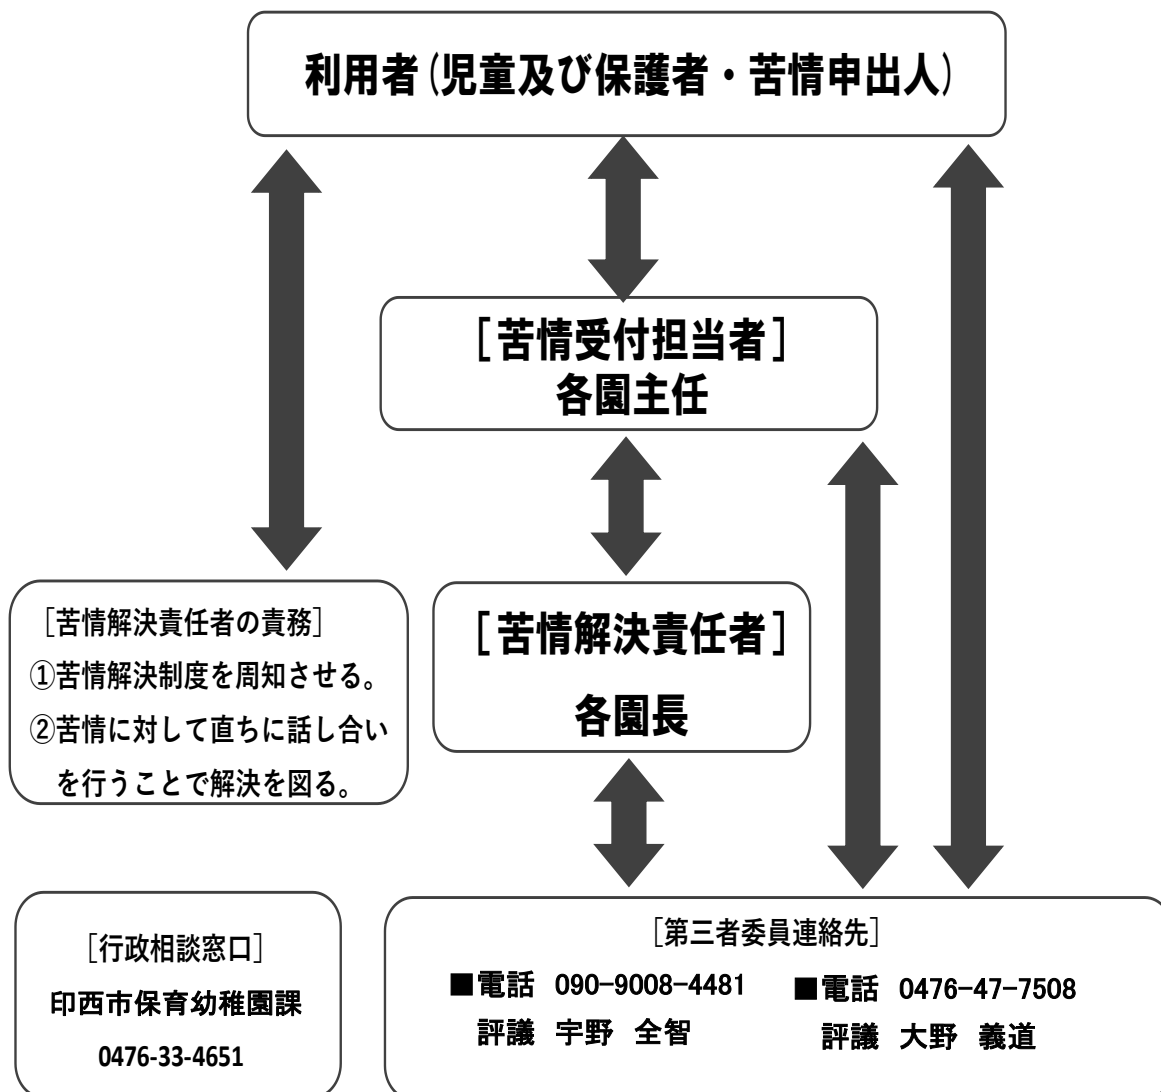 利用者(児童及び保護者・苦情申出人)
[苦情受付担当者]
各園主任
[苦情解決責任者の責務]
①苦情解決制度を周知させる。
②苦情に対して直ちに話し合い
を行うことで解決を図る。
[苦情解決責任者]
各園長
[行政相談窓口]
印西市保育幼稚園課
0476-33-4651
[第三者委員連絡先]
■電話 090-9008-4481 ■電話 0476-47-7508
評議 宇野 全智 評議 大野 義道